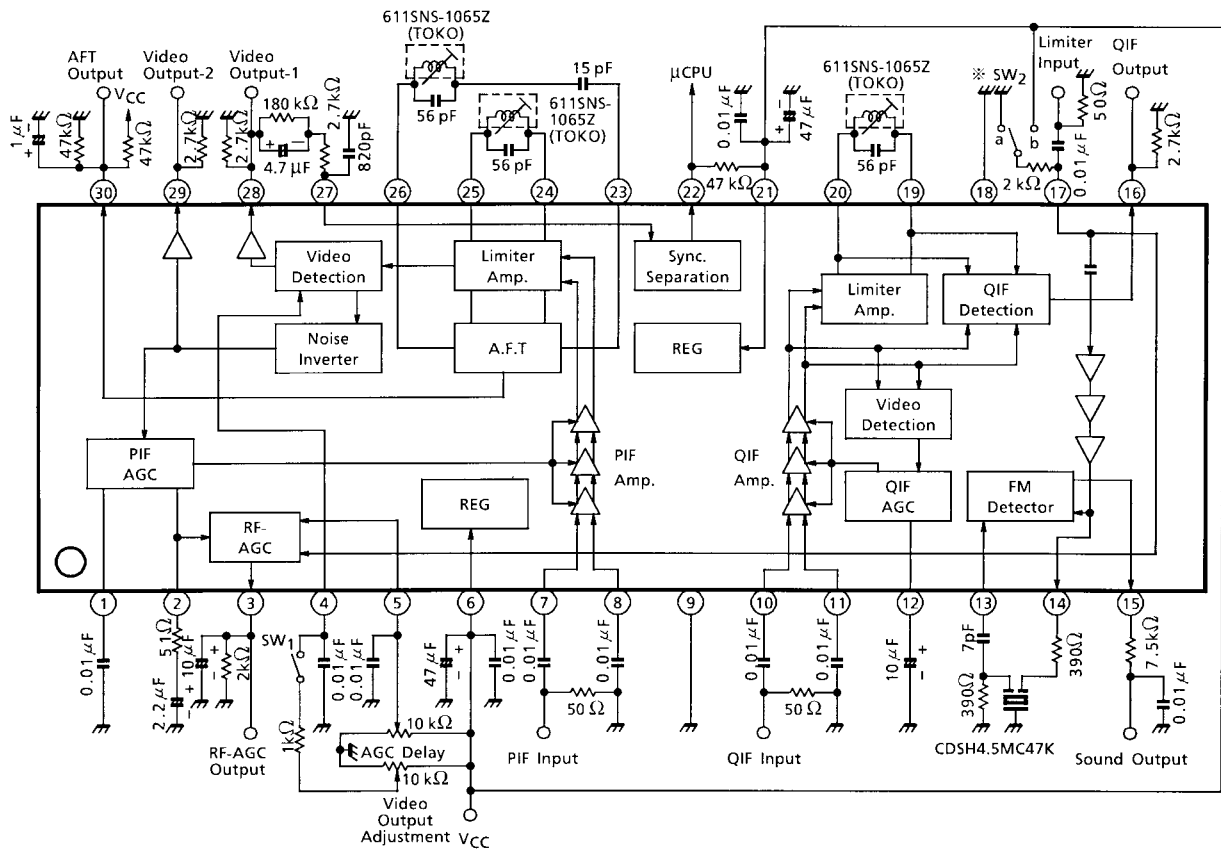 611SNS-1065Z
(TOKO)
AFT
Output
Video
Output-2
Video
Output-1
VCC
1μF
47kΩ
47kΩ
2.7kΩ
2.7kΩ
180 kΩ
4.7 μF
2.7kΩ
820pF
56 pF
15 pF
611SNS-
1065Z
(TOKO)
56 pF
μCPU
0.01 μF
47 μF
47 kΩ
611SNS-1065Z
(TOKO)
56 pF
※ SW2
a
b
2 kΩ
Limiter
Input
50Ω
0.01 μF
QIF
Output
2.7kΩ
30
29
28
27
26
25
24
23
22
21
20
19
18
17
16
Video
Detection
Limiter
Amp.
Sync.
Separation
Limiter
Amp.
QIF
Detection
Noise
Inverter
A.F.T
REG
Video
Detection
PIF
AGC
PIF
Amp.
QIF
Amp.
REG
QIF
AGC
FM
Detector
RF-
AGC
1
2
3
4
5
6
7
8
9
10
11
12
13
14
15
0.01 μF
51Ω
2.2μF
10 μF
2kΩ
RF-AGC
Output
SW1
1kΩ
0.01 μF
0.01 μF
10 kΩ
AGC Delay
10 kΩ
Video
Output
Adjustment
47 μF
0.01 μF
VCC
0.01 μF
0.01 μF
50 Ω
PIF Input
0.01 μF
0.01 μF
50 Ω
QIF Input
10 μF
7pF
390Ω
390Ω
CDSH4.5MC47K
7.5kΩ
0.01 μF
Sound Output